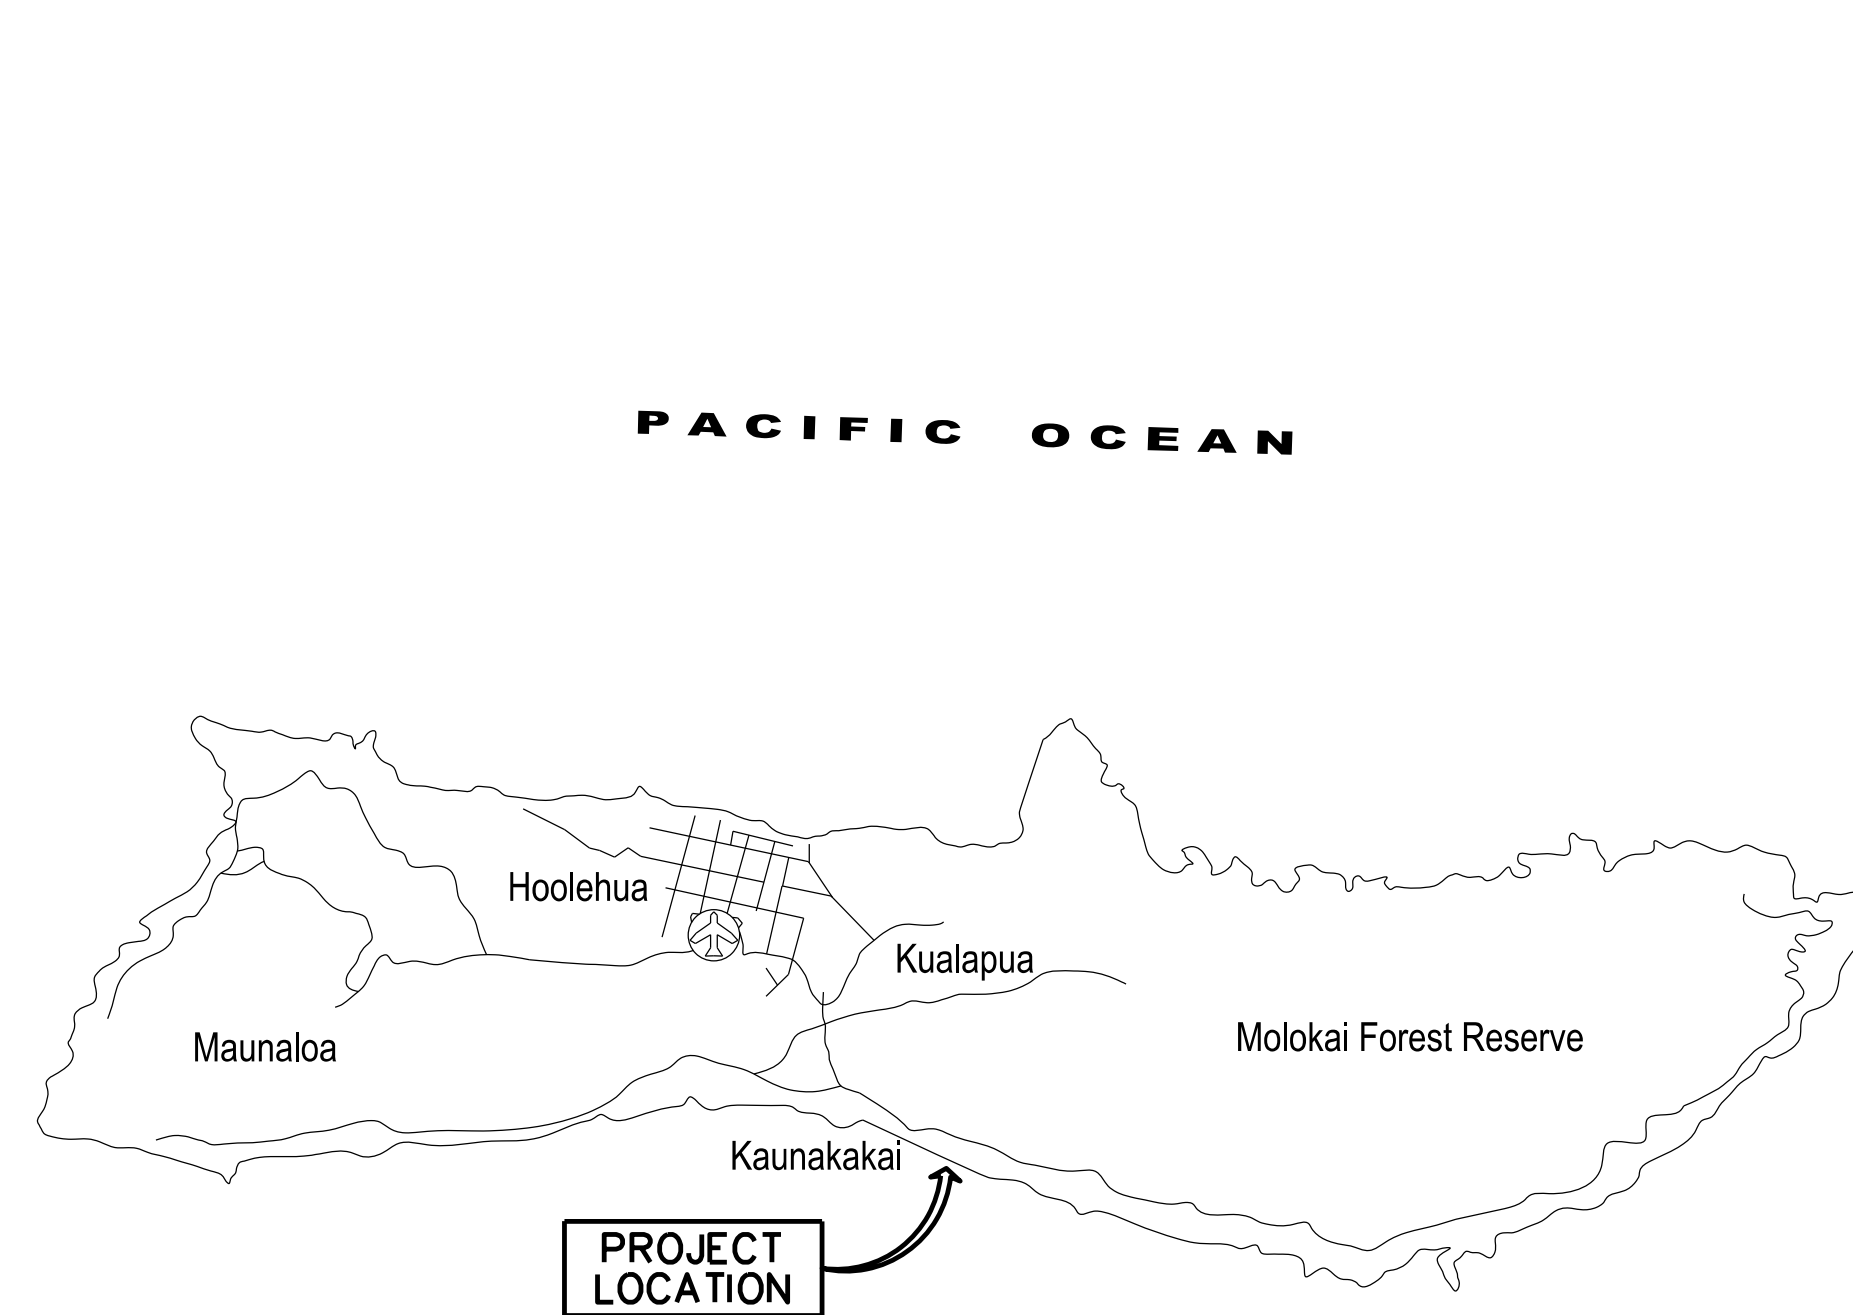 PACIFIC OCEAN
Hoolehua
Kualapua
Molokai Forest Reserve
Maunaloa
Kaunakakai
PROJECT
LOCATION